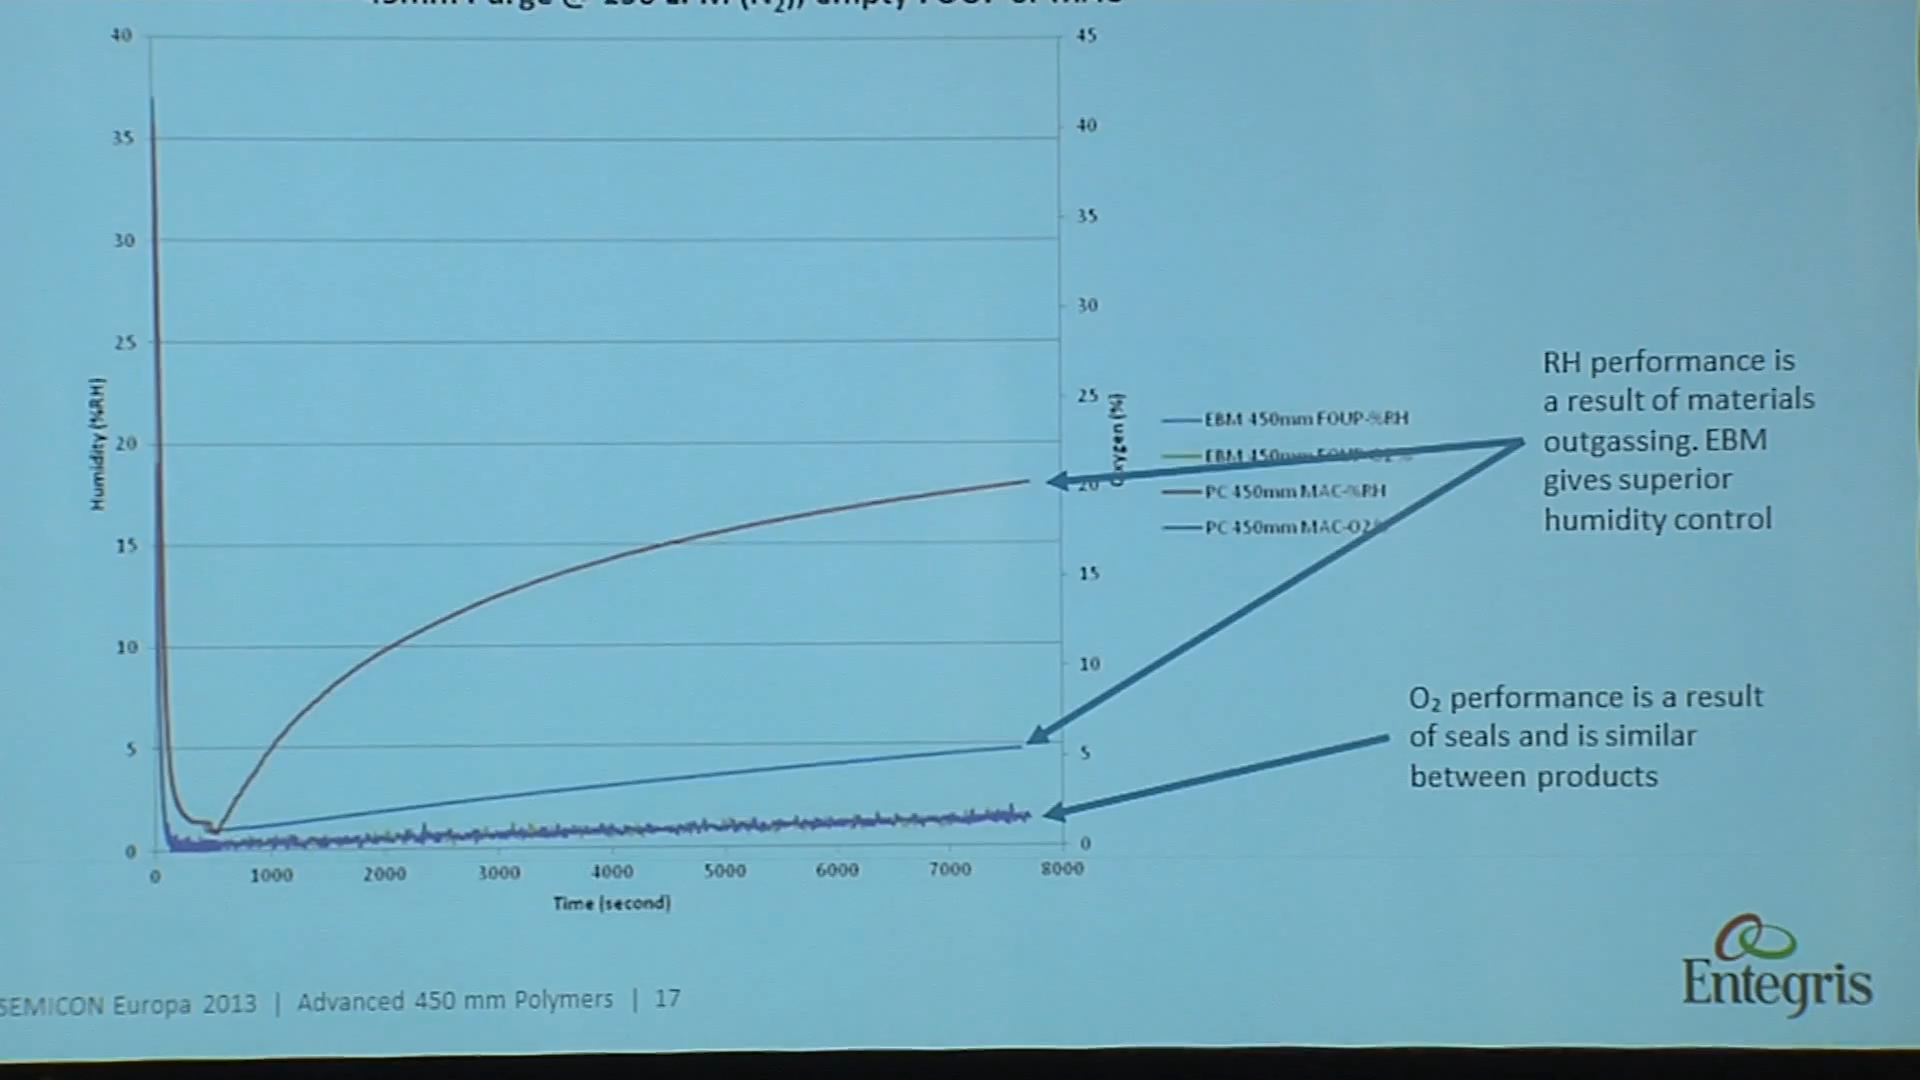 40
35
30
25
20
15
10
5
0
Humidity (%RH)
0 1000 2000 3000 4000 5000 6000 7000 8000
Time (second)
45
40
35
30
25
20
15
10
5
0
Oxygen (%)
EBM 450mm FOUP-%RH
EBM 450mm FOUP-O2 %
PC 450mm MAC-%RH
PC 450mm MAC-O2%
RH performance is
a result of materials
outgassing. EBM
gives superior
humidity control
O₂ performance is a result
of seals and is similar
between products
SEMICON Europa 2013 | Advanced 450 mm Polymers | 17
Entegris